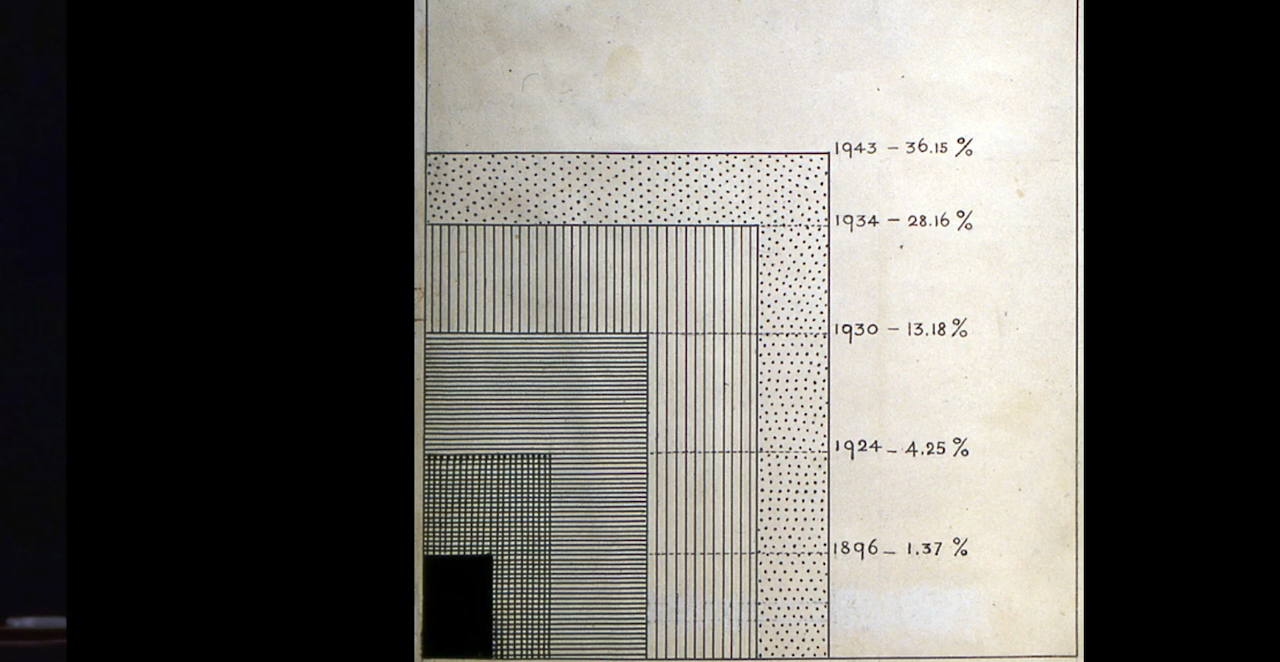 1943 – 36.15 %
1934 – 28.16 %
1930 – 13.18 %
1924 – 4.25 %
1896 – 1.37 %